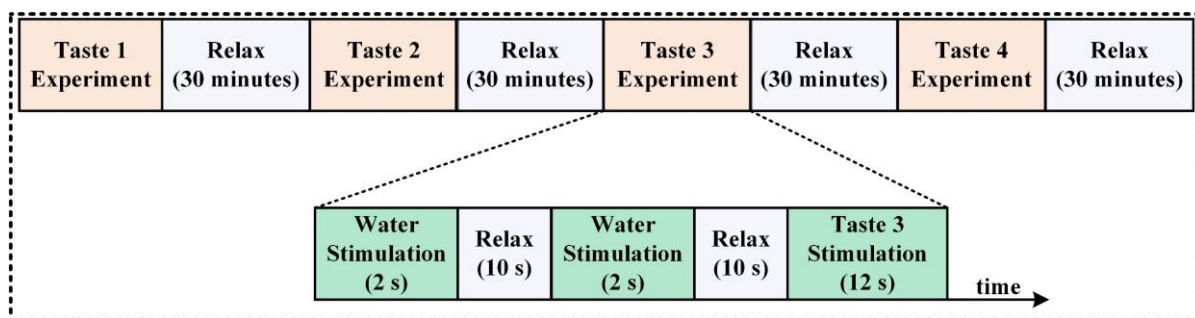 Taste 1
Experiment
Relax
(30 minutes)
Taste 2
Experiment
Relax
(30 minutes)
Taste 3
Experiment
Relax
(30 minutes)
Taste 4
Experiment
Relax
(30 minutes)
Water
Stimulation
(2 s)
Relax
(10 s)
Water
Stimulation
(2 s)
Relax
(10 s)
Taste 3
Stimulation
(12 s)
time